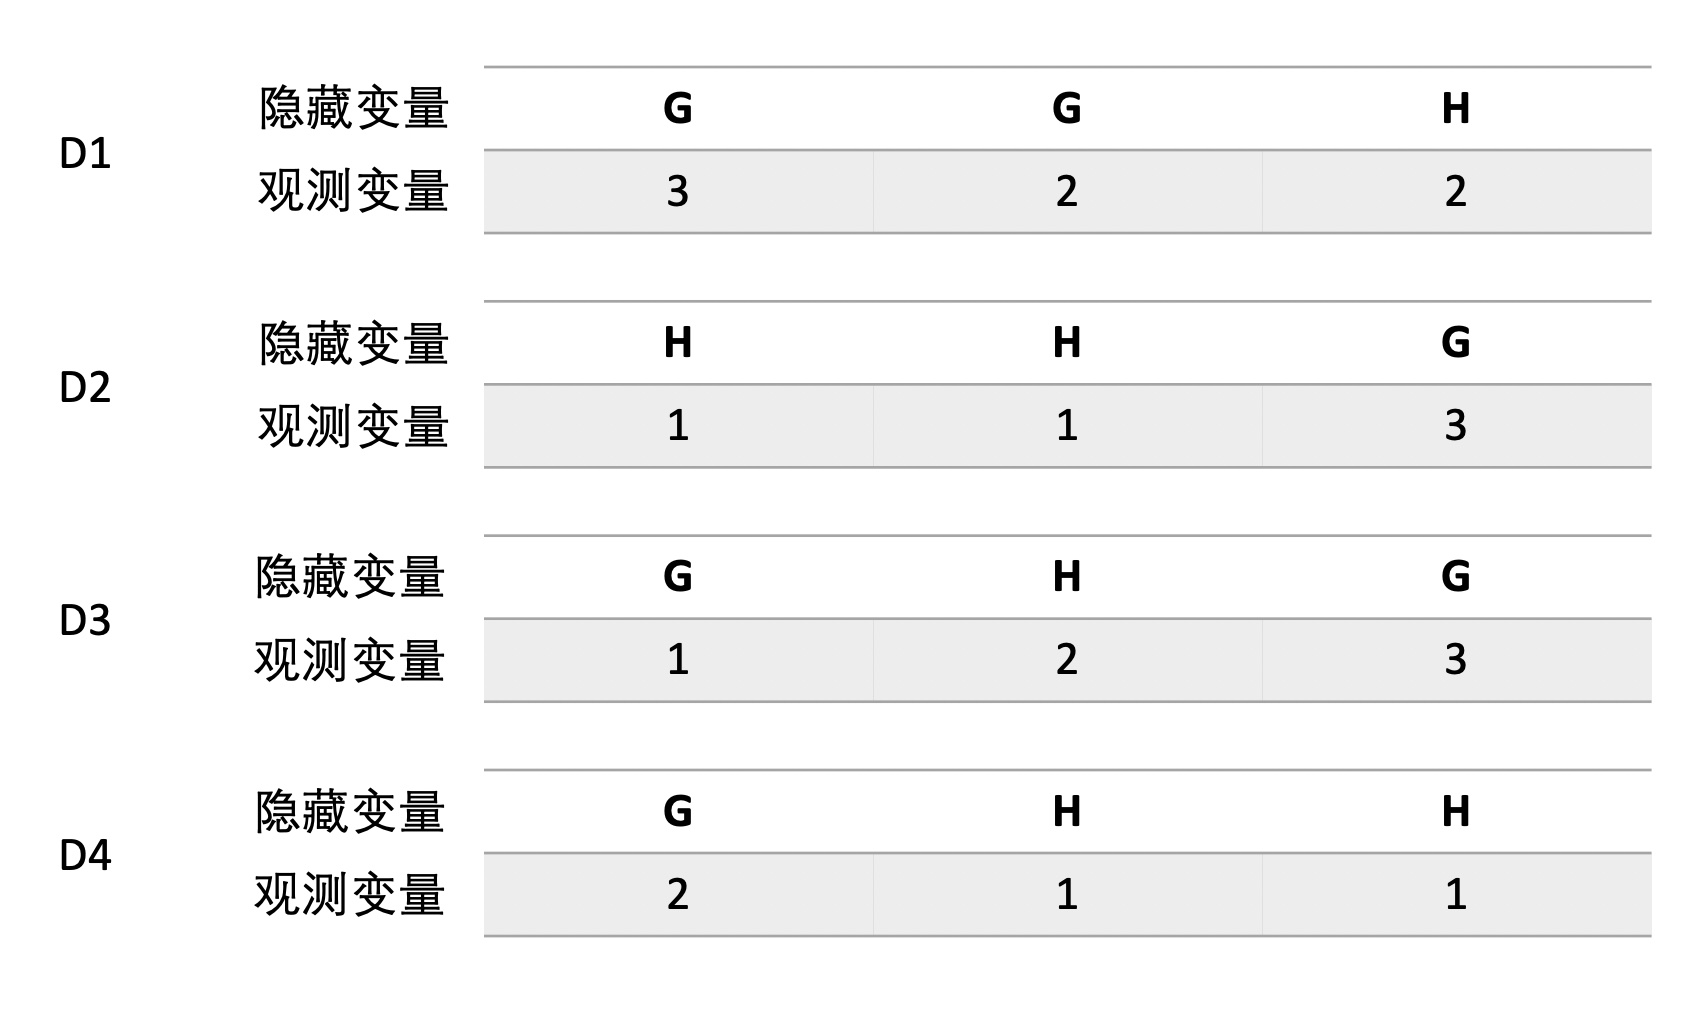 隐藏变量 G G H
D1
观测变量 3 2 2
隐藏变量 H H G
D2
观测变量 1 1 3
隐藏变量 G H G
D3
观测变量 1 2 3
隐藏变量 G H H
D4
观测变量 2 1 1